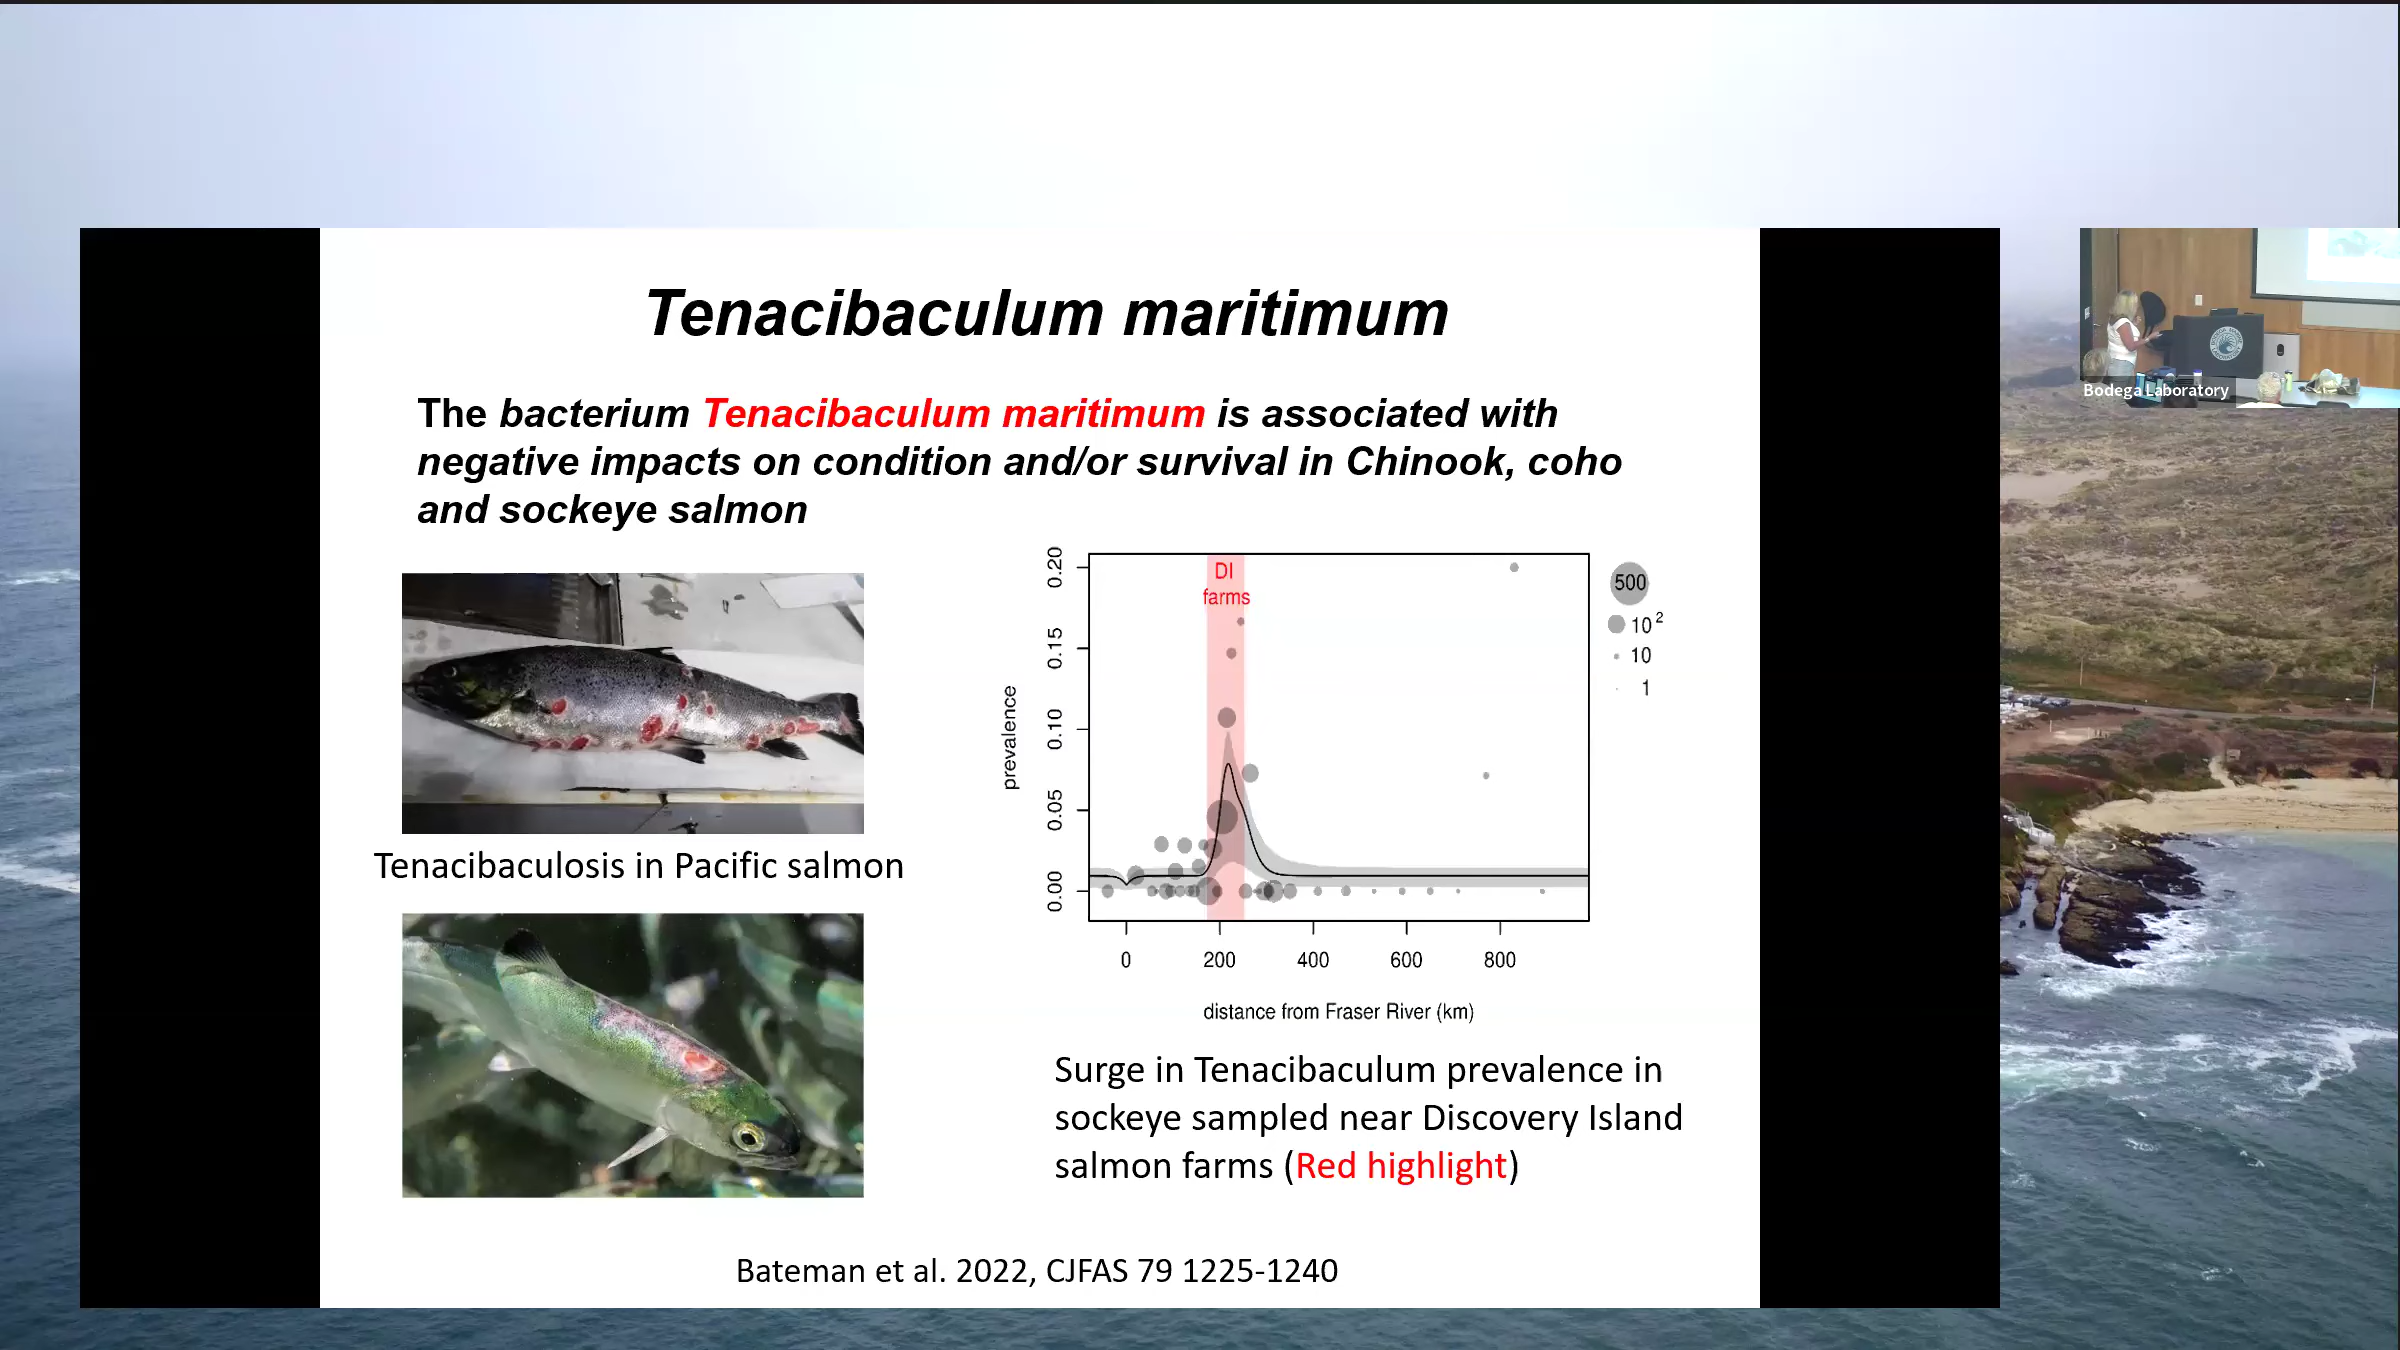 Tenacibaculum maritimum
The bacterium Tenacibaculum maritimum is associated with
negative impacts on condition and/or survival in Chinook, coho
and sockeye salmon
Tenacibaculosis in Pacific salmon
DI
farms
prevalence
0.20
0.15
0.10
0.05
0.00
0 200 400 600 800
distance from Fraser River (km)
500
10²
10
1
Surge in Tenacibaculum prevalence in
sockeye sampled near Discovery Island
salmon farms (Red highlight)
Bateman et al. 2022, CJFAS 79 1225-1240
Bodega Laboratory